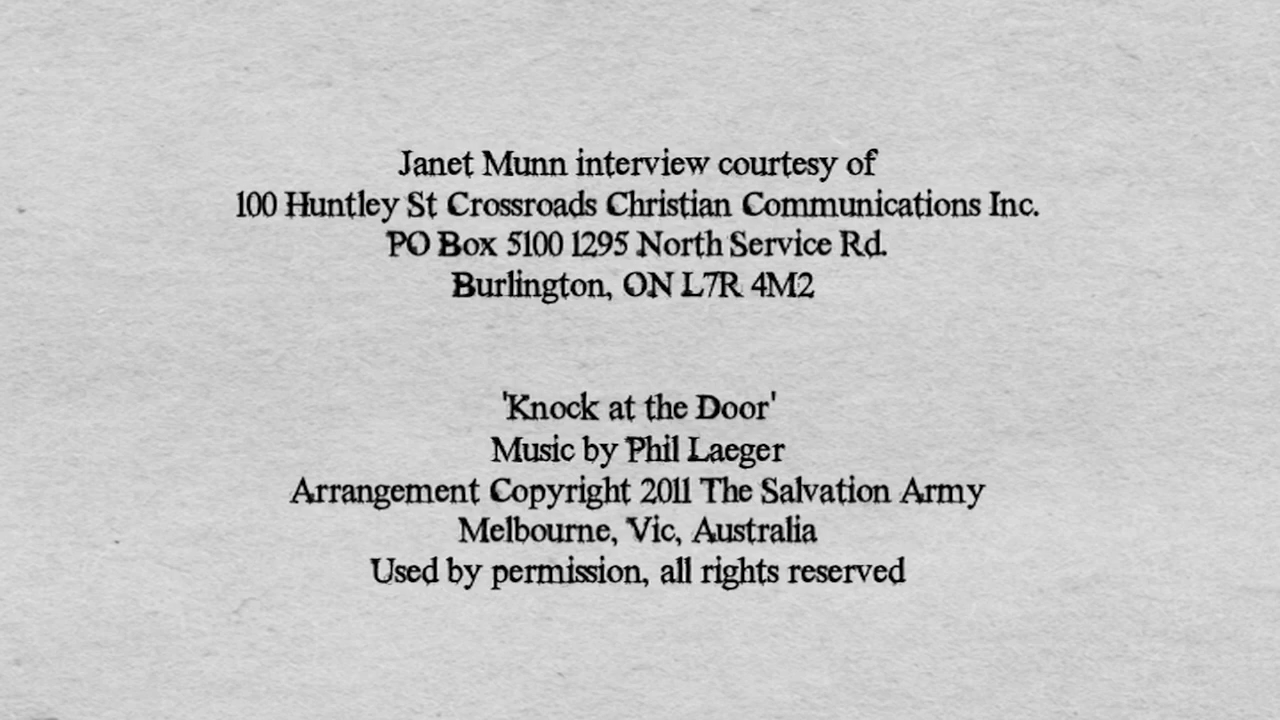 Janet Munn interview courtesy of
100 Huntley St Crossroads Christian Communications Inc.
PO Box 5100 1295 North Service Rd.
Burlington, ON L7R 4M2
'Knock at the Door'
Music by Phil Laeger
Arrangement Copyright 2011 The Salvation Army
Melbourne, Vic, Australia
Used by permission, all rights reserved